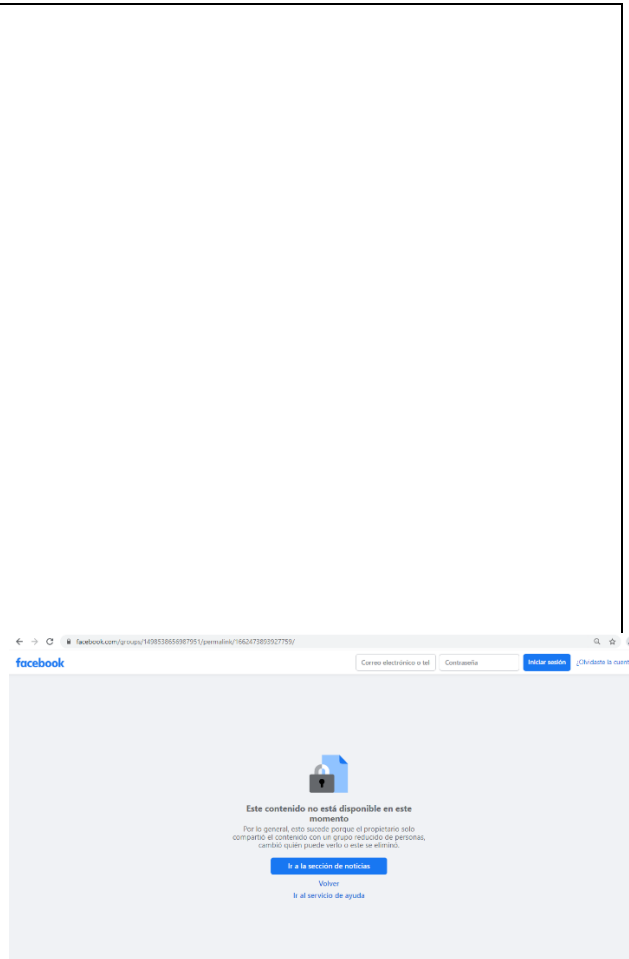 facebook.com/groups/1498538656987951/permalink/1662473893927759/
facebook
Correo electrónico o tel
Contraseña
Iniciar sesión
¿Olvidaste la cuent
Este contenido no está disponible en este
momento
Por lo general, esto sucede porque el propietario solo
compartió el contenido con un grupo reducido de personas,
cambió quién puede verlo o este se eliminó.
Ir a la sección de noticias
Volver
Ir al servicio de ayuda